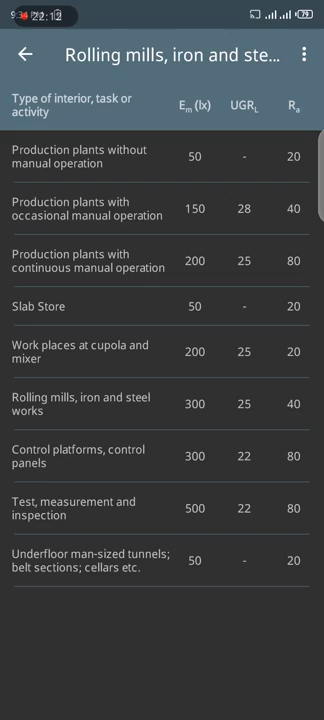 22:12
79
Rolling mills, iron and ste...
Type of interior, task or
activity
Em (lx)
UGRL
Ra
Production plants without
manual operation
50
-
20
Production plants with
occasional manual operation
150
28
40
Production plants with
continuous manual operation
200
25
80
Slab Store
50
-
20
Work places at cupola and
mixer
200
25
20
Rolling mills, iron and steel
works
300
25
40
Control platforms, control
panels
300
22
80
Test, measurement and
inspection
500
22
80
Underfloor man-sized tunnels;
belt sections; cellars etc.
50
-
20